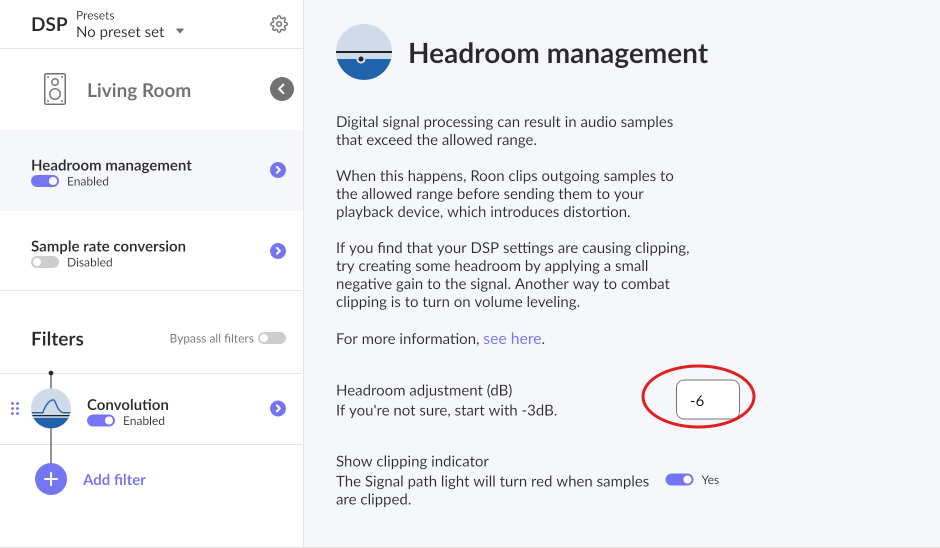 DSP
Presets
No preset set
Living Room
Headroom management
Enabled
Sample rate conversion
Disabled
Filters
Bypass all filters
Convolution
Enabled
Add filter
Headroom management
Digital signal processing can result in audio samples
that exceed the allowed range.
When this happens, Roon clips outgoing samples to
the allowed range before sending them to your
playback device, which introduces distortion.
If you find that your DSP settings are causing clipping,
try creating some headroom by applying a small
negative gain to the signal. Another way to combat
clipping is to turn on volume leveling.
For more information, see here.
Headroom adjustment (dB)
If you're not sure, start with -3dB.
-6
Show clipping indicator
The Signal path light will turn red when samples
are clipped.
Yes